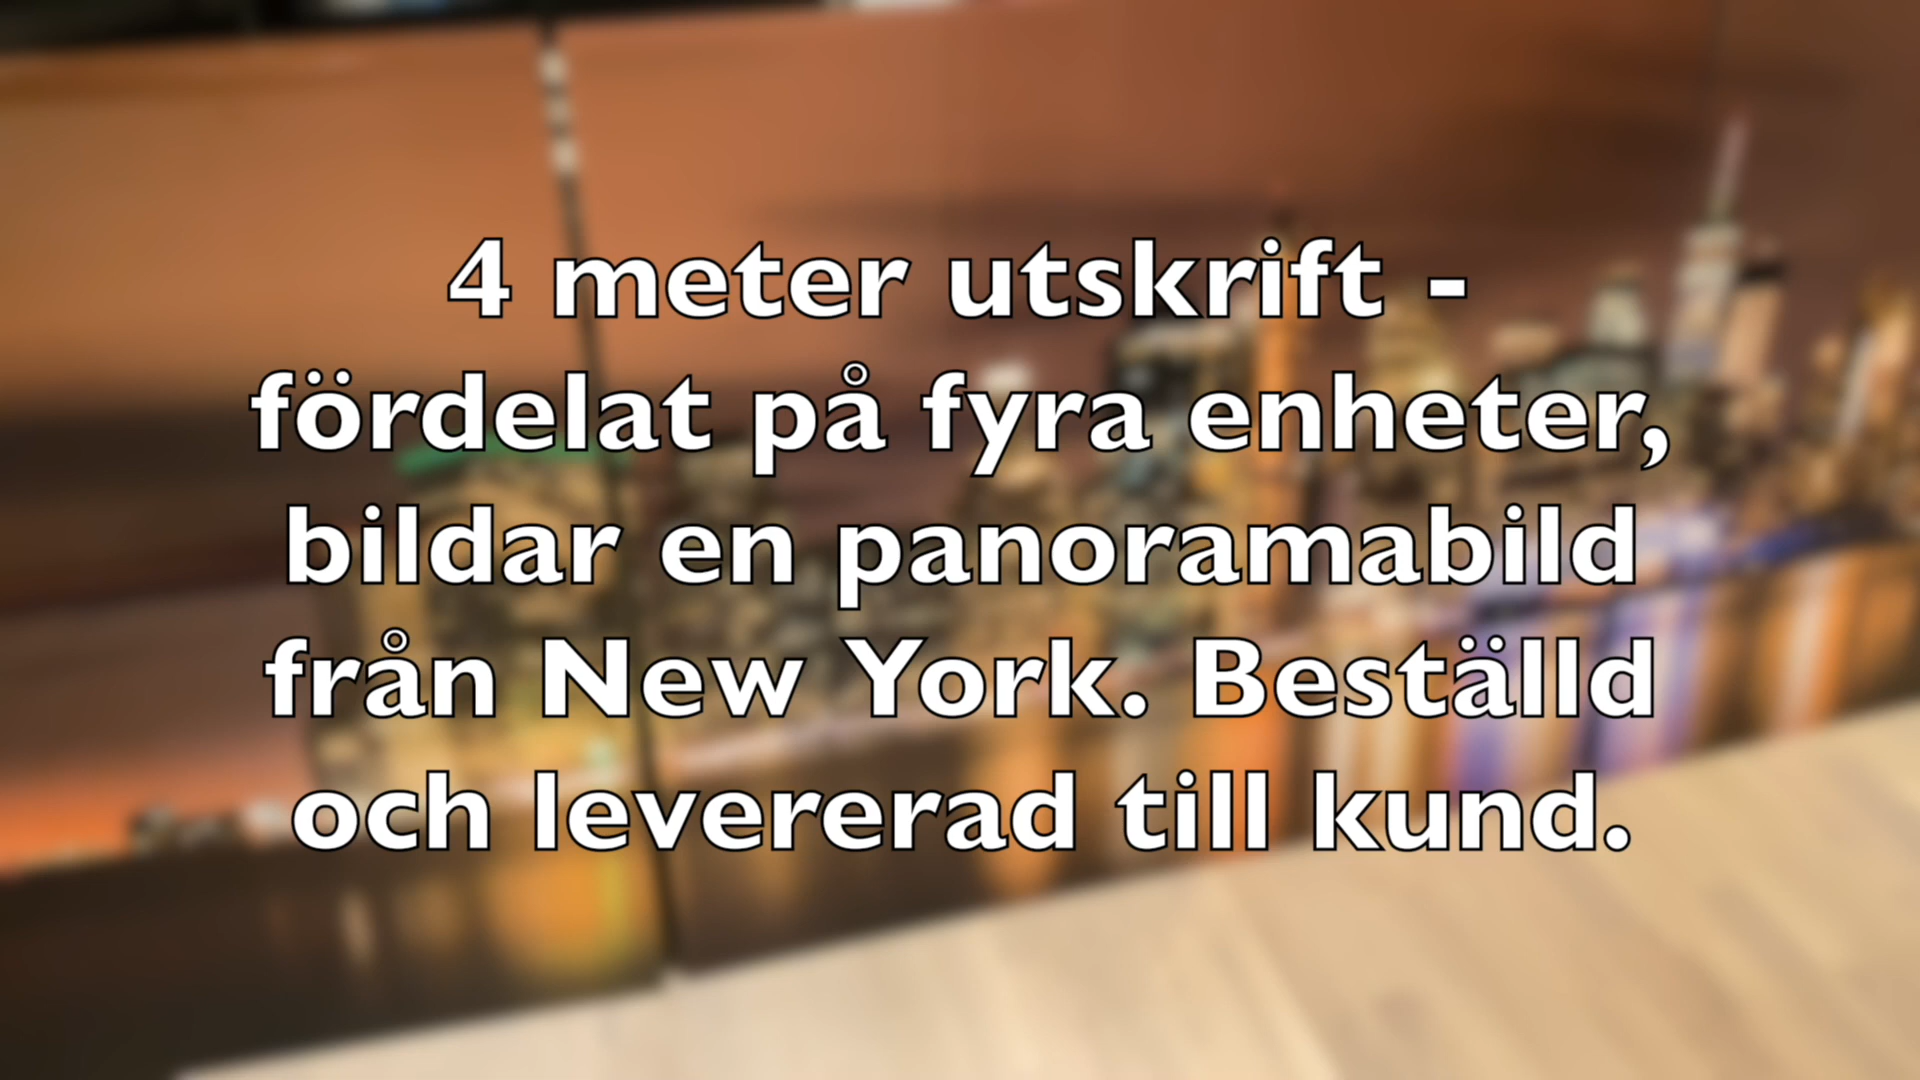 4 meter utskrift -
fördelat på fyra enheter,
bildar en panoramabild
från New York. Beställd
och levererad till kund.